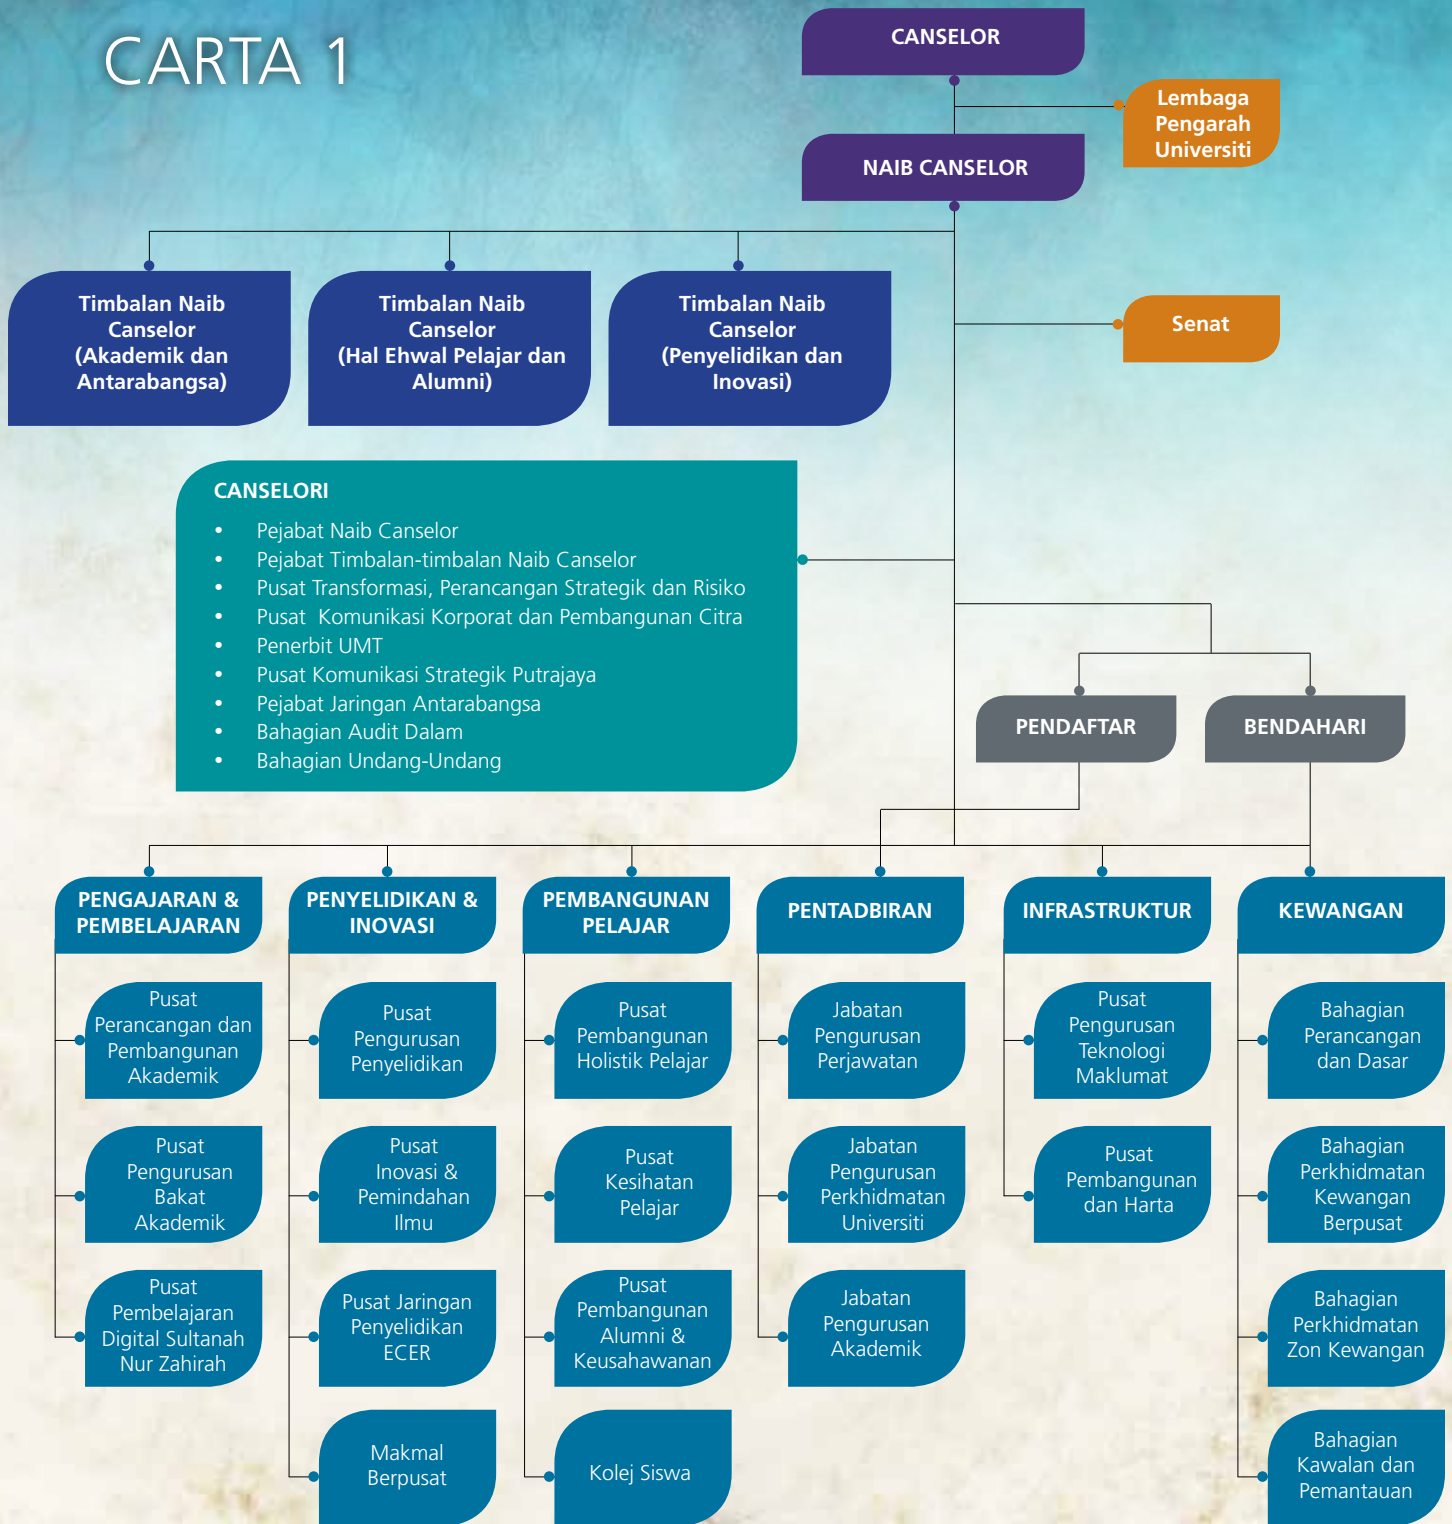 CARTA 1
CANSELOR
Lembaga
Pengarah
Universiti
NAIB CANSELOR
Timbalan Naib
Canselor
(Akademik dan
Antarabangsa)
Timbalan Naib
Canselor
(Hal Ehwal Pelajar dan
Alumni)
Timbalan Naib
Canselor
(Penyelidikan dan
Inovasi)
Senat
CANSELORI
• Pejabat Naib Canselor
• Pejabat Timbalan-timbalan Naib Canselor
• Pusat Transformasi, Perancangan Strategik dan Risiko
• Pusat Komunikasi Korporat dan Pembangunan Citra
• Penerbit UMT
• Pusat Komunikasi Strategik Putrajaya
• Pejabat Jaringan Antarabangsa
• Bahagian Audit Dalam
• Bahagian Undang-Undang
PENDAFTAR
BENDAHARI
PENGAJARAN &
PEMBELAJARAN
Pusat
Perancangan dan
Pembangunan
Akademik
Pusat
Pengurusan
Bakat
Akademik
Pusat
Pembelajaran
Digital Sultanah
Nur Zahirah
PENYELIDIKAN &
INOVASI
Pusat
Pengurusan
Penyelidikan
Pusat
Inovasi &
Pemindahan
Ilmu
Pusat Jaringan
Penyelidikan
ECER
Makmal
Berpusat
PEMBANGUNAN
PELAJAR
Pusat
Pembangunan
Holistik Pelajar
Pusat
Kesihatan
Pelajar
Pusat
Pembangunan
Alumni &
Keusahawanan
Kolej Siswa
PENTADBIRAN
Jabatan
Pengurusan
Perjawatan
Jabatan
Pengurusan
Perkhidmatan
Universiti
Jabatan
Pengurusan
Akademik
INFRASTRUKTUR
Pusat
Pengurusan
Teknologi
Maklumat
Pusat
Pembangunan
dan Harta
KEWANGAN
Bahagian
Perancangan
dan Dasar
Bahagian
Perkhidmatan
Kewangan
Berpusat
Bahagian
Perkhidmatan
Zon Kewangan
Bahagian
Kawalan dan
Pemantauan